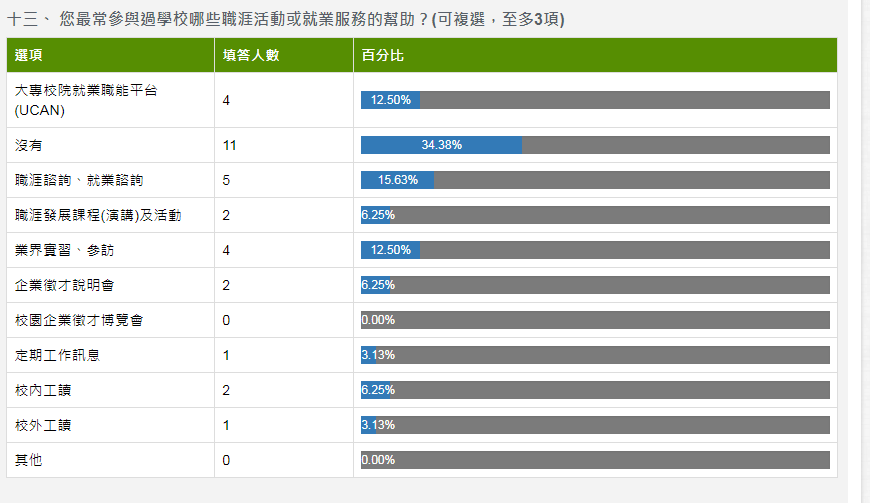 十三、 您最常參與過學校哪些職涯活動或就業服務的幫助？(可複選，至多3項)
選項 填答人數 百分比
大專校院就業職能平台
(UCAN) 4 12.50%
沒有 11 34.38%
職涯諮詢、就業諮詢 5 15.63%
職涯發展課程(演講)及活動 2 6.25%
業界實習、參訪 4 12.50%
企業徵才說明會 2 6.25%
校園企業徵才博覽會 0 0.00%
定期工作訊息 1 3.13%
校內工讀 2 6.25%
校外工讀 1 3.13%
其他 0 0.00%